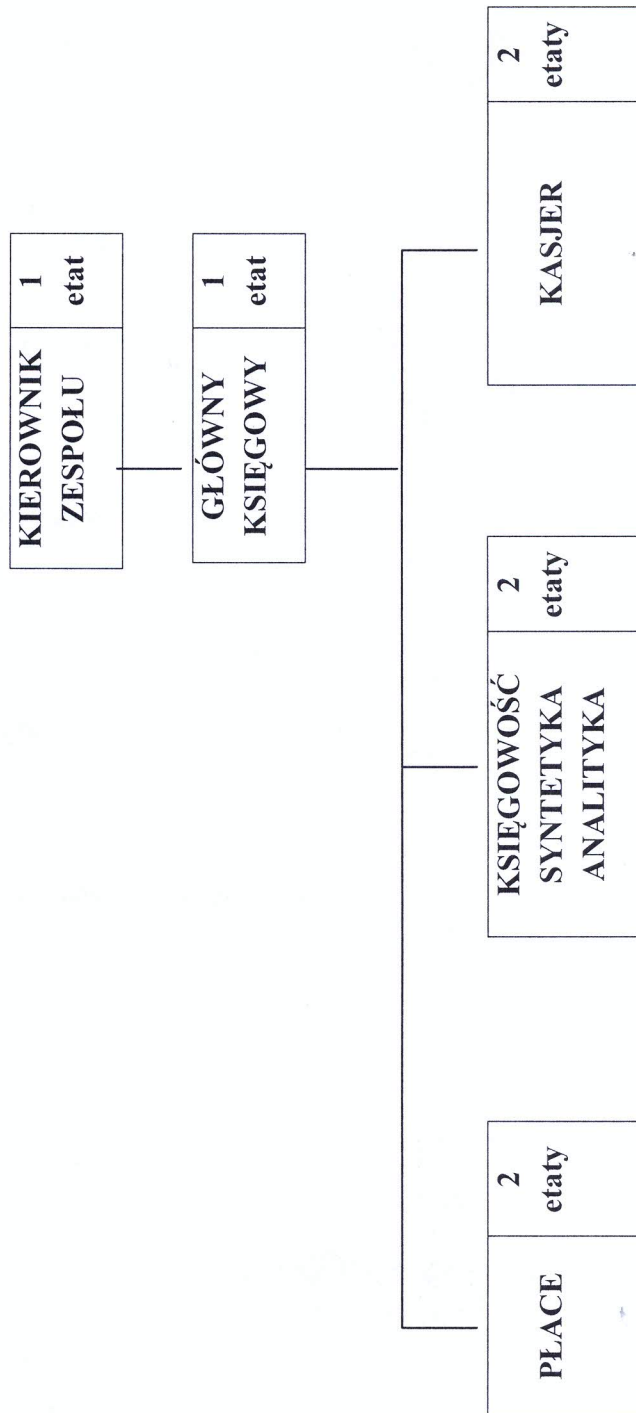 KIEROWNIK
ZESPOŁU
1
etat
GŁÓWNY
KSIĘGOWY
1
etat
PŁACE
2
etaty
KSIĘGOWOŚĆ
SYNTETYKA
ANALITYKA
2
etaty
KASJER
2
etaty